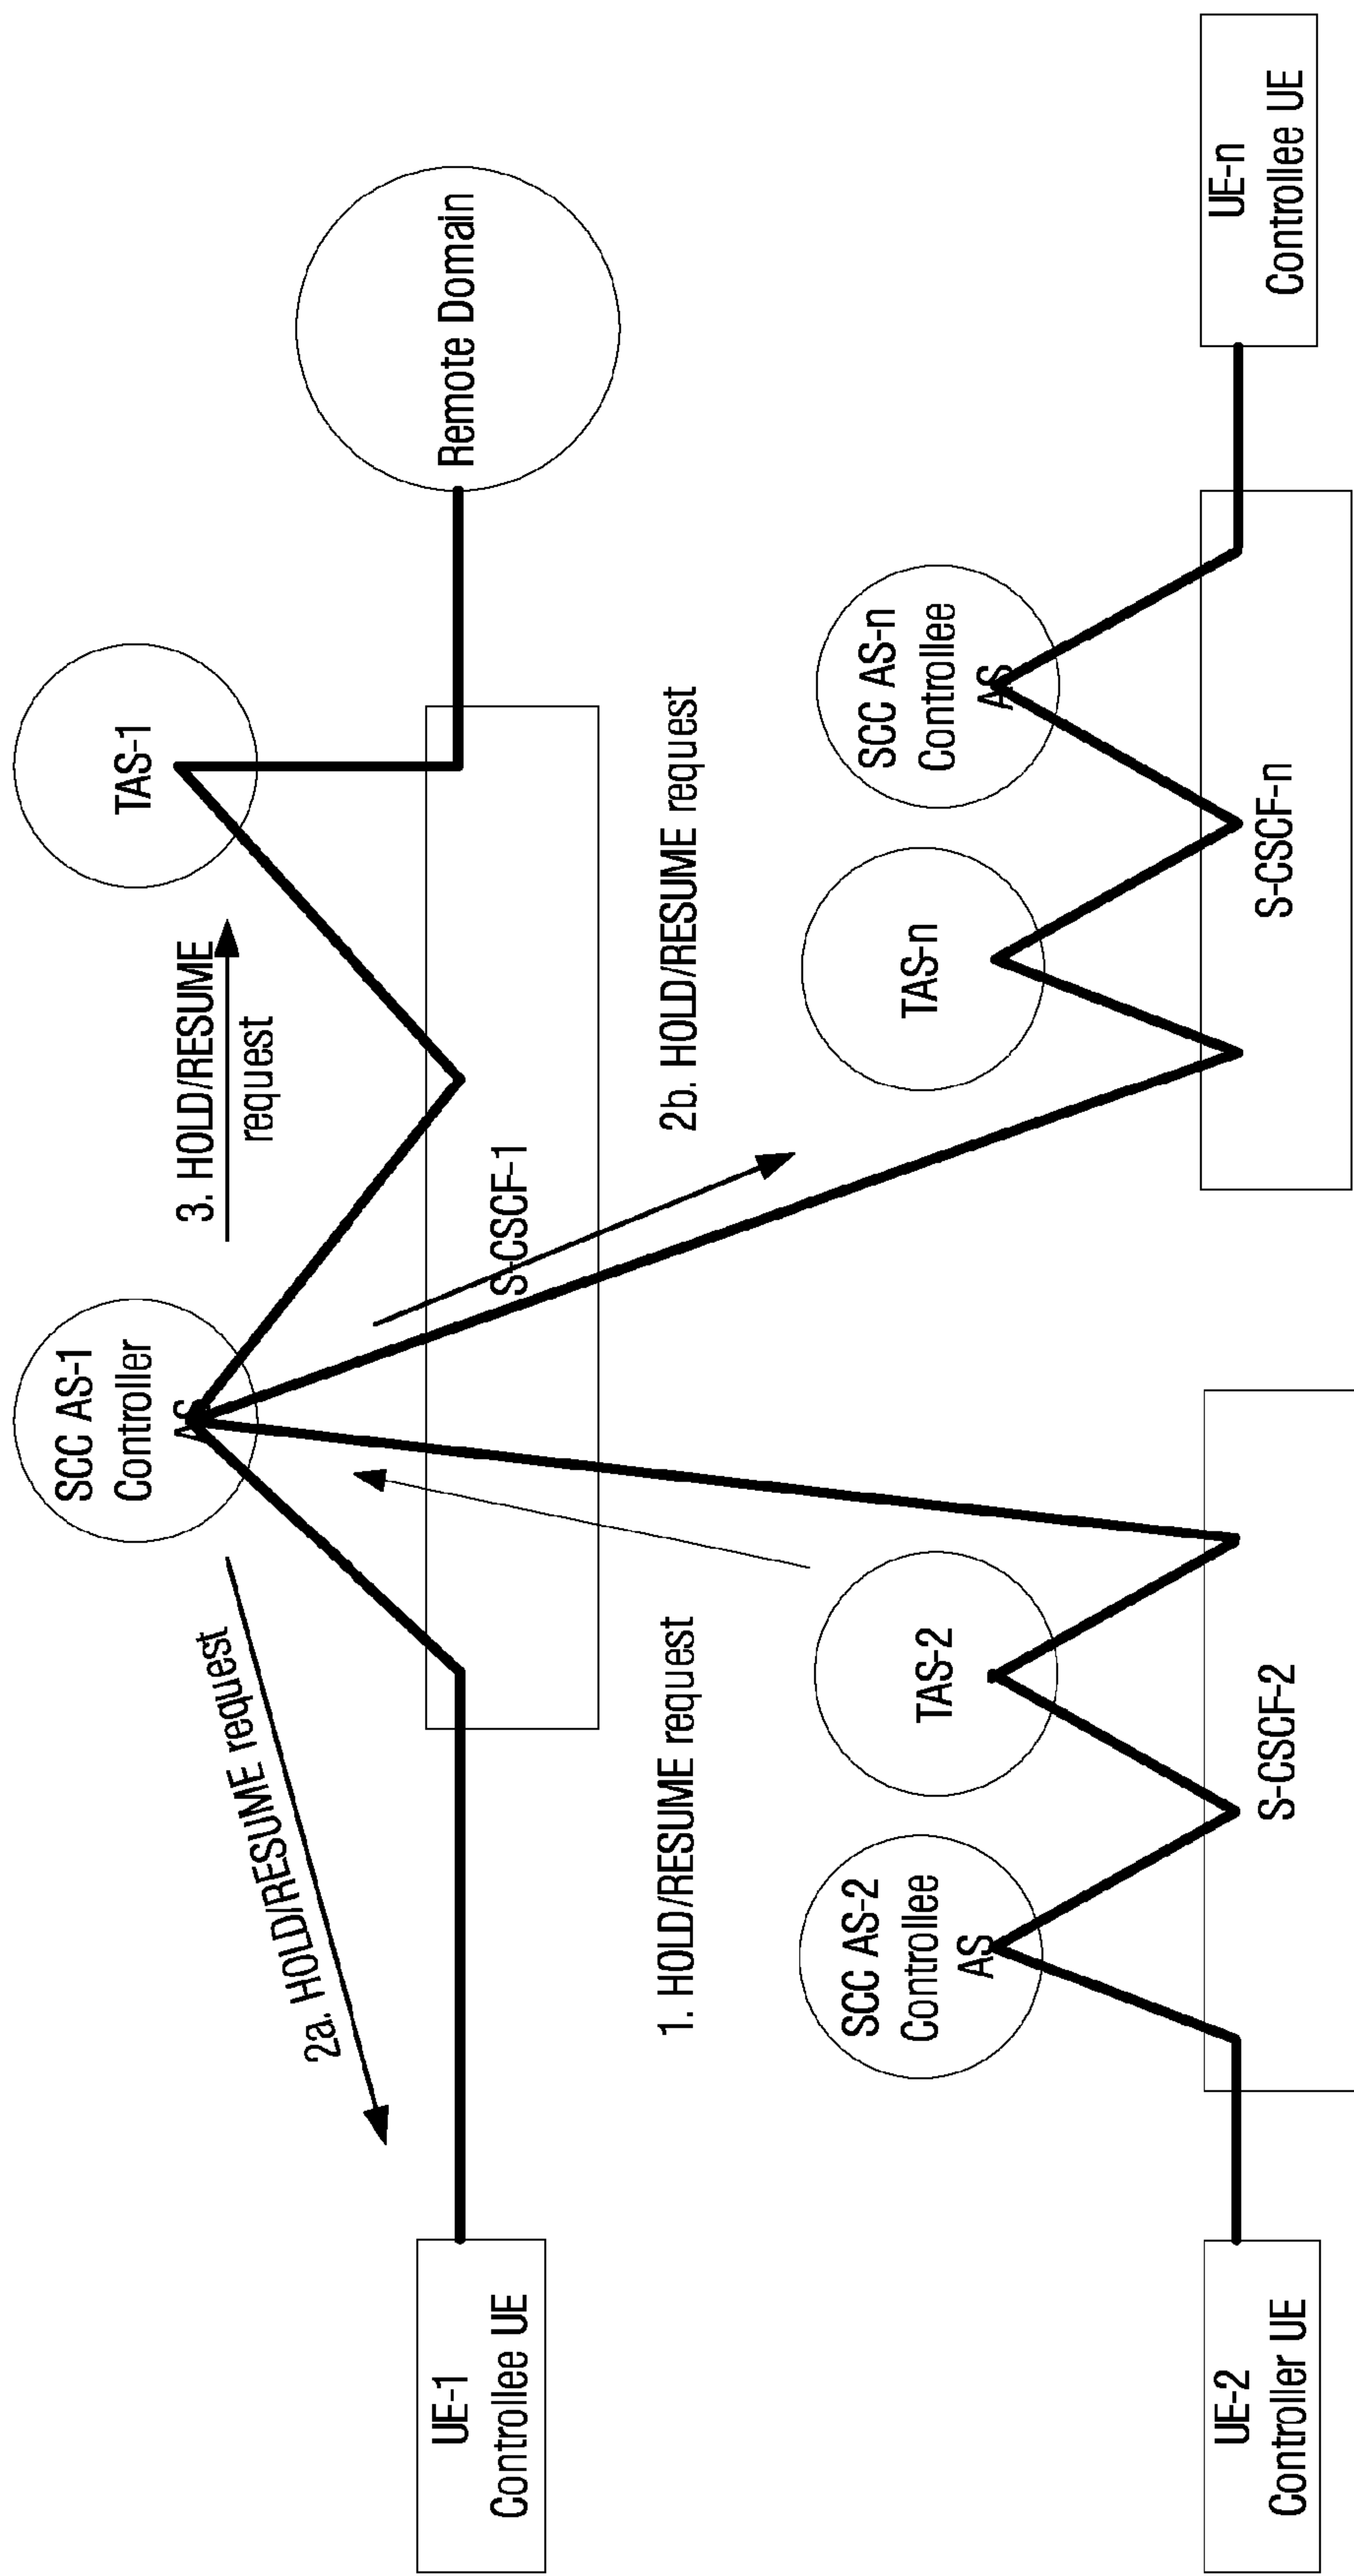 SCC AS-1
Controller
AS
TAS-1
2a. HOLD/RESUME request
3. HOLD/RESUME
request
UE-1
Controllee UE
S-CSCF-1
Remote Domain
1. HOLD/RESUME request
2b. HOLD/RESUME request
SCC AS-2
Controllee
AS
TAS-2
TAS-n
SCC AS-n
Controllee
AS
UE-2
Controller UE
S-CSCF-2
S-CSCF-n
UE-n
Controllee UE